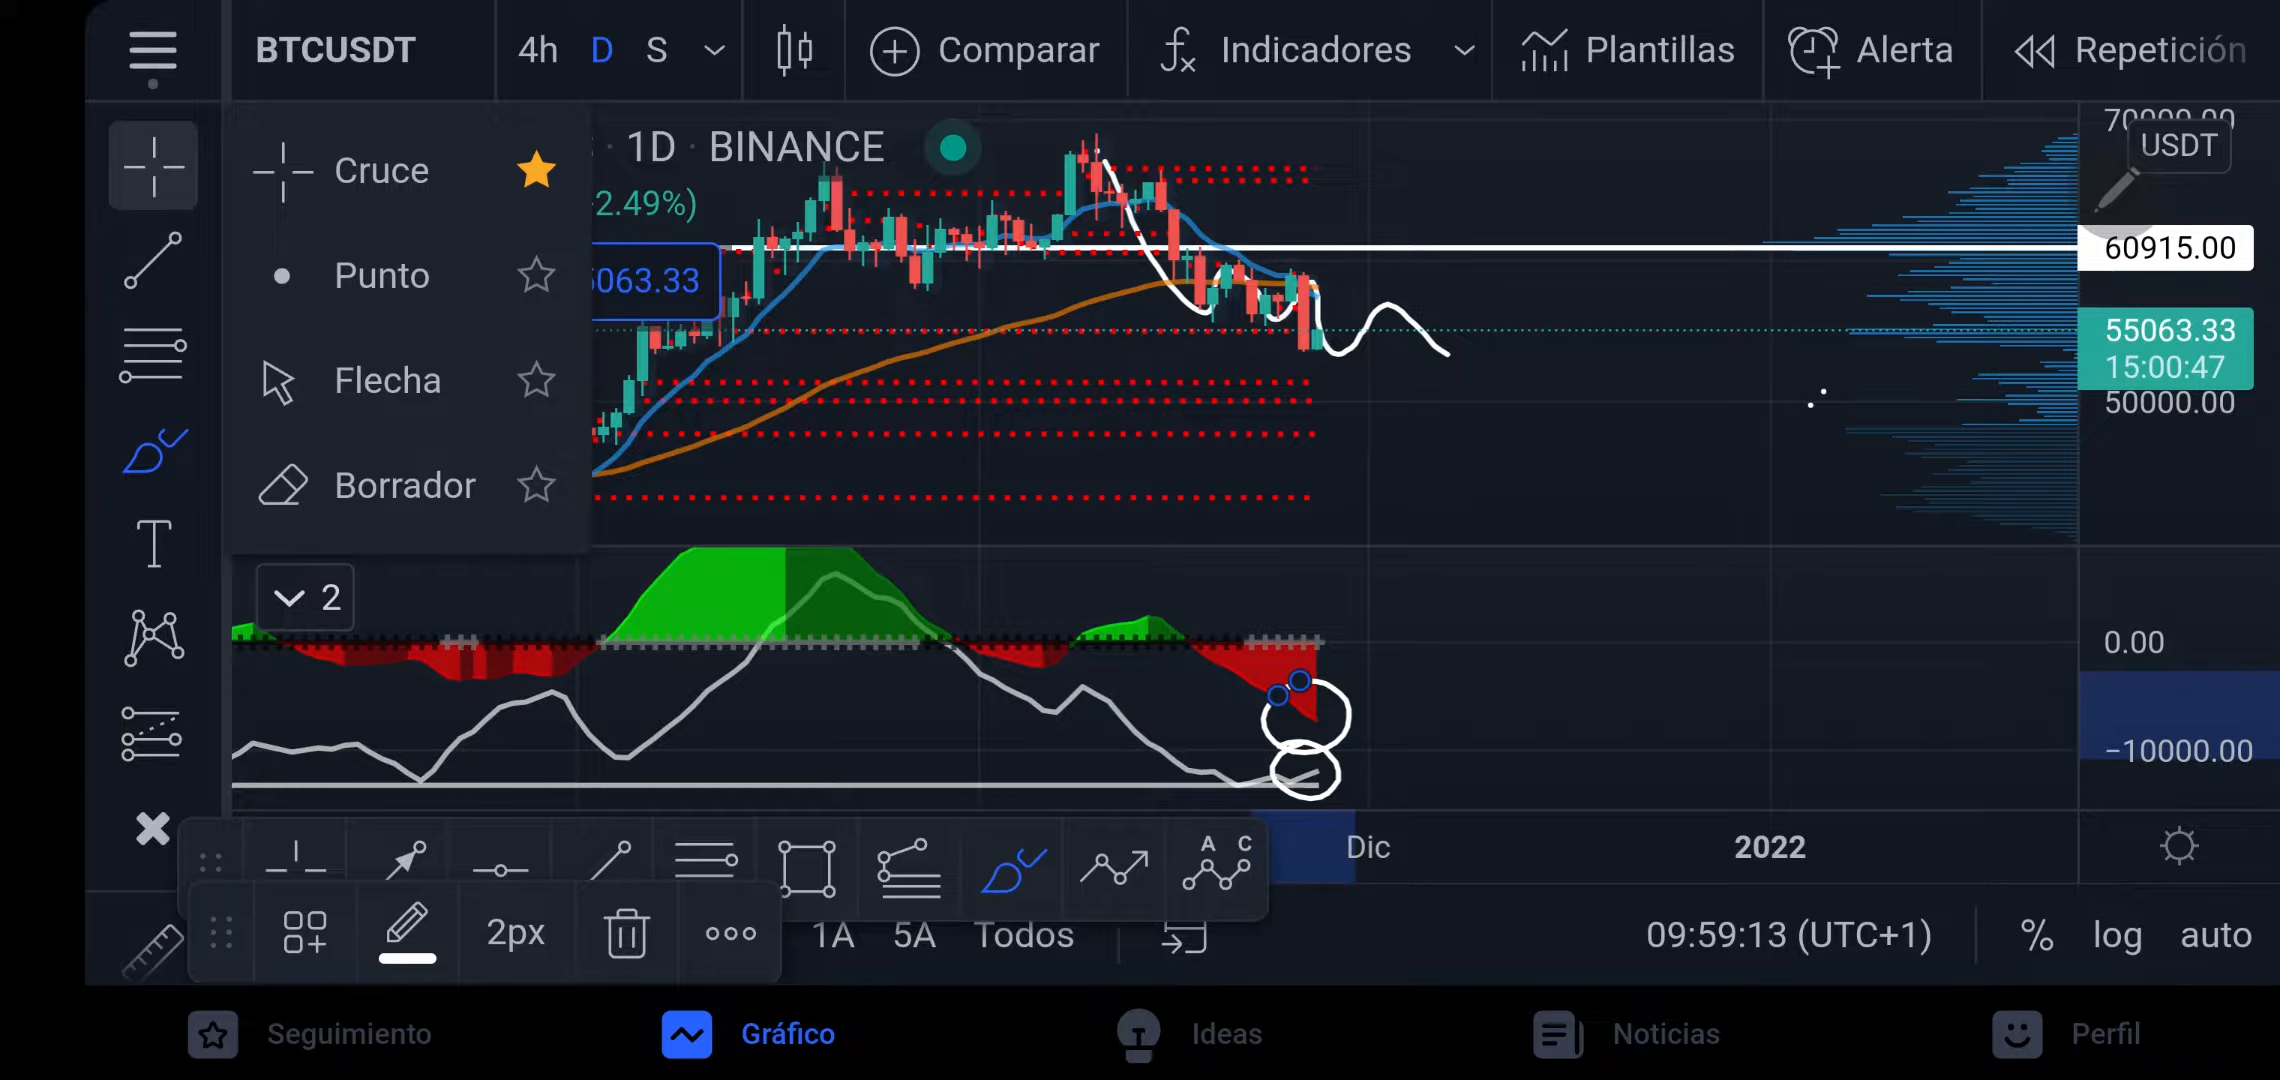 BTCUSDT
4h D S
Comparar
Indicadores
Plantillas
Alerta
Repetición
Cruce
Punto
Flecha
Borrador
· 1D · BINANCE
2.49%)
063.33
70000.00
USDT
60915.00
55063.33
15:00:47
50000.00
2
0.00
−10000.00
Dic
2022
A C
2px
1A 5A Todos
09:59:13 (UTC+1)
% log auto
Seguimiento
Gráfico
Ideas
Noticias
Perfil